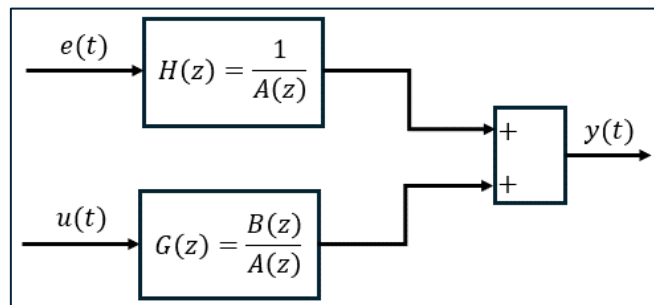 e(t)
H(z) = 1/A(z)
+
y(t)
+
u(t)
G(z) = B(z)/A(z)